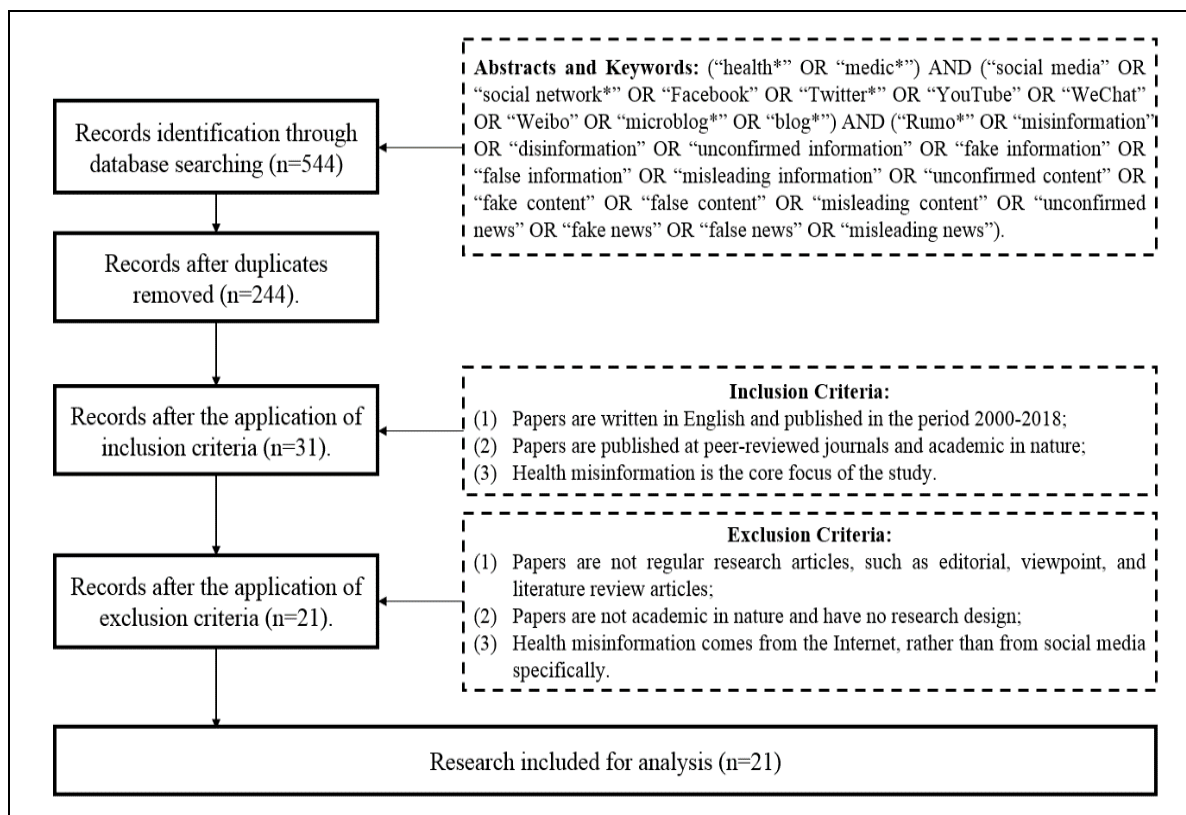 Abstracts and Keywords: (“health*” OR “medic*”) AND (“social media” OR
“social network*” OR “Facebook” OR “Twitter*” OR “YouTube” OR “WeChat”
OR “Weibo” OR “microblog*” OR “blog*”) AND (“Rumo*” OR “misinformation”
OR “disinformation” OR “unconfirmed information” OR “fake information” OR
“false information” OR “misleading information” OR “unconfirmed content” OR
“fake content” OR “false content” OR “misleading content” OR “unconfirmed
news” OR “fake news” OR “false news” OR “misleading news”).
Records identification through
database searching (n=544)
Records after duplicates
removed (n=244).
Records after the application of
inclusion criteria (n=31).
Inclusion Criteria:
(1) Papers are written in English and published in the period 2000-2018;
(2) Papers are published at peer-reviewed journals and academic in nature;
(3) Health misinformation is the core focus of the study.
Records after the application of
exclusion criteria (n=21).
Exclusion Criteria:
(1) Papers are not regular research articles, such as editorial, viewpoint, and
literature review articles;
(2) Papers are not academic in nature and have no research design;
(3) Health misinformation comes from the Internet, rather than from social media
specifically.
Research included for analysis (n=21)